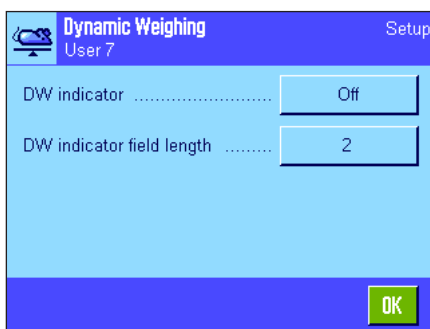 Dynamic Weighing Setup
User 7
DW indicator .......................... Off
DW indicator field length ......... 2
OK